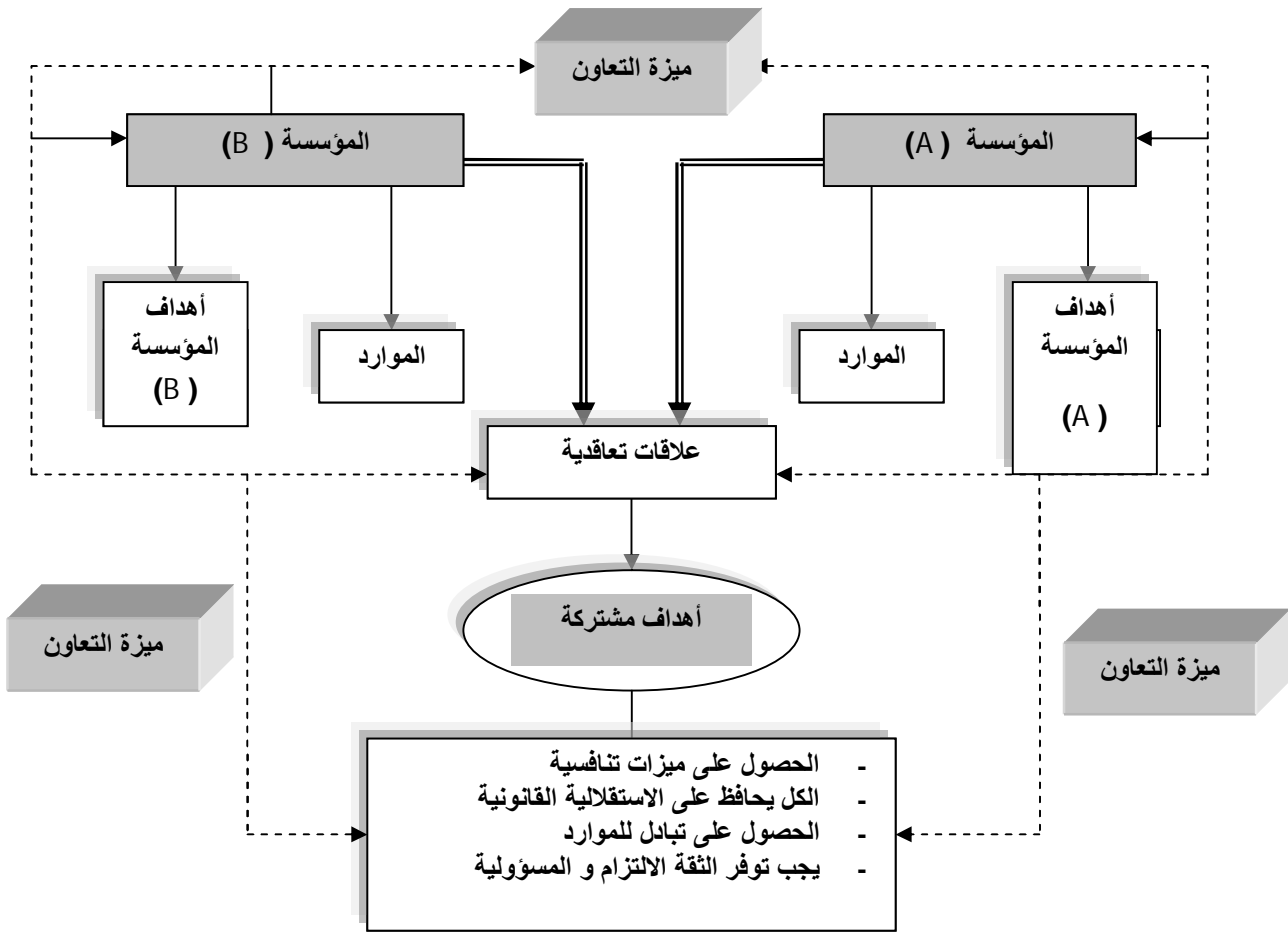 ميزة التعاون
المؤسسة ( A)
المؤسسة ( B)
أهداف
المؤسسة
( A)
الموارد
الموارد
أهداف
المؤسسة
( B)
علاقات تعاقدية
أهداف مشتركة
ميزة التعاون
ميزة التعاون
- الحصول على ميزات تنافسية
- الكل يحافظ على الاستقلالية القانونية
- الحصول على تبادل للموارد
- يجب توفر الثقة الالتزام و المسؤولية